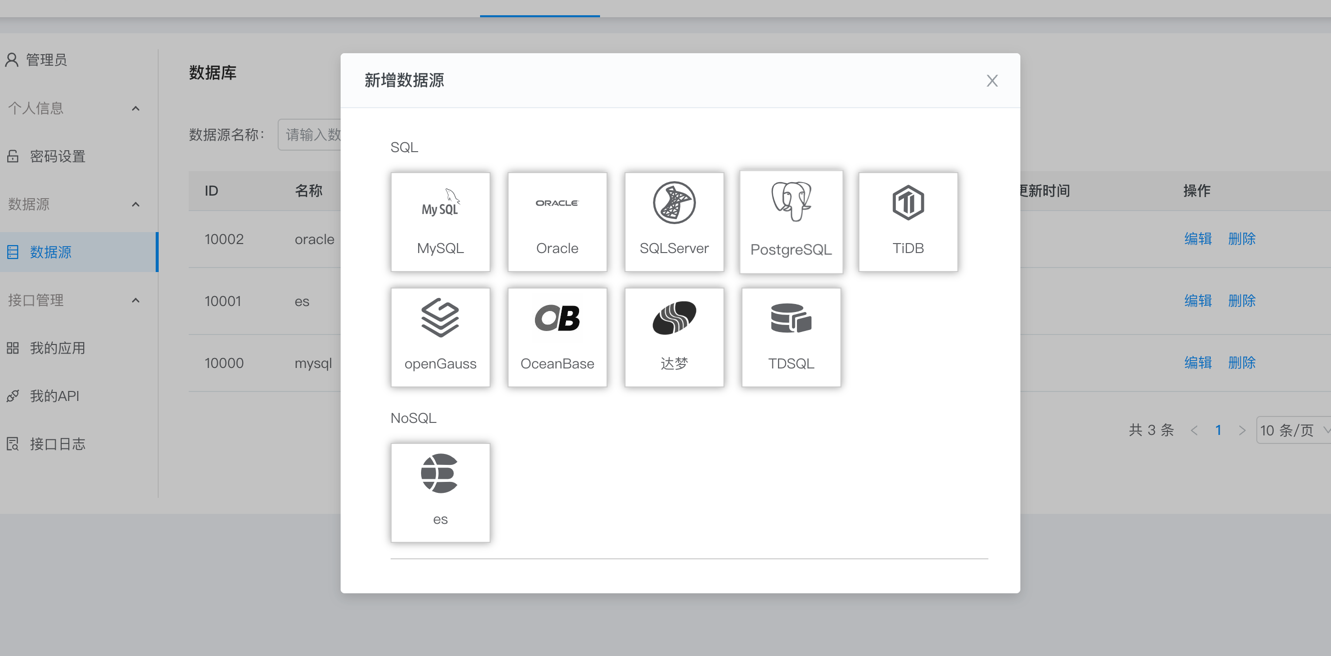 管理员
个人信息
密码设置
数据源
数据源
接口管理
我的应用
我的API
接口日志
数据库
数据源名称：
请输入数
ID
名称
更新时间
操作
10002
oracle
编辑
删除
10001
es
编辑
删除
10000
mysql
编辑
删除
共 3 条
1
10 条/页
新增数据源
SQL
MySQL
MySQL
ORACLE
Oracle
SQLServer
PostgreSQL
TiDB
openGauss
OB
OceanBase
达梦
TDSQL
NoSQL
es